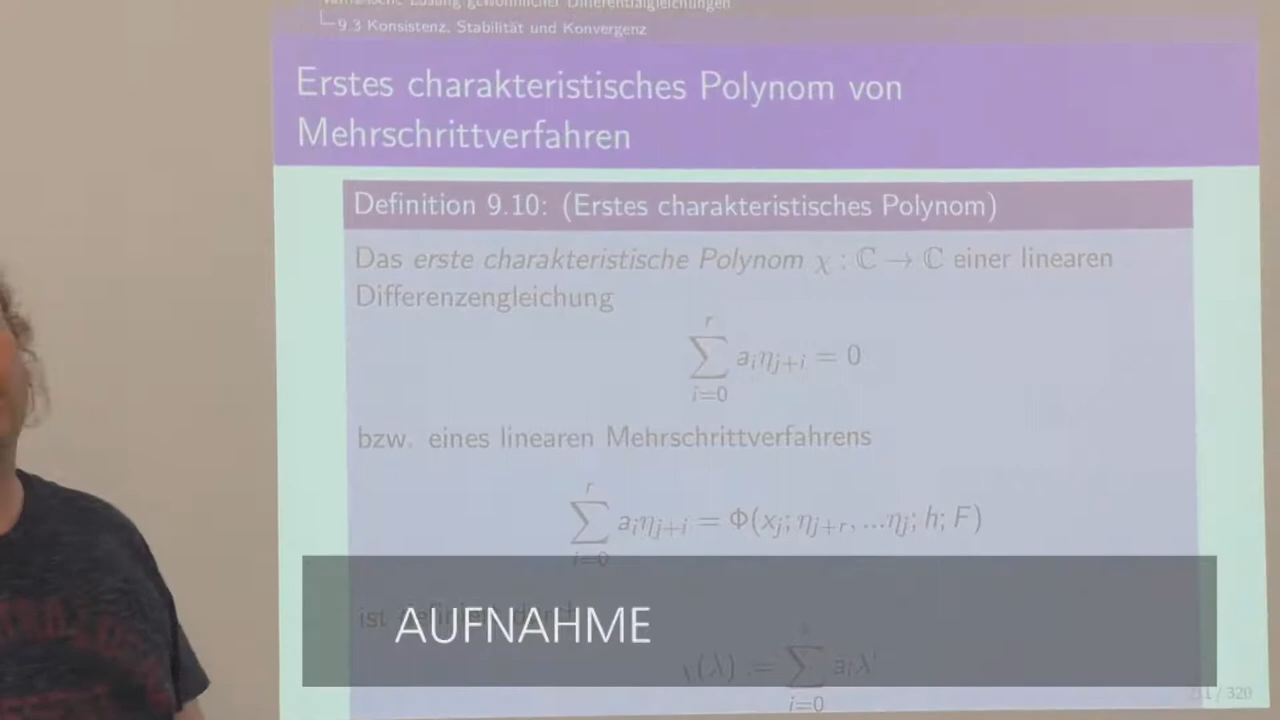 Numerische Lösung gewöhnlicher Differentialgleichungen
9.3 Konsistenz, Stabilität und Konvergenz
Erstes charakteristisches Polynom von
Mehrschrittverfahren
Definition 9.10: (Erstes charakteristisches Polynom)
Das erste charakteristische Polynom χ : ℂ → ℂ einer linearen
Differenzengleichung
r
∑ aᵢηⱼ₊ᵢ = 0
i=0
bzw. eines linearen Mehrschrittverfahrens
r
∑ aᵢηⱼ₊ᵢ = Φ(xⱼ; ηⱼ₊ᵣ, ...ηⱼ; h; F)
i=0
ist
AUFNAHME
(λ) := ∑ aᵢλⁱ
i=0
/ 320